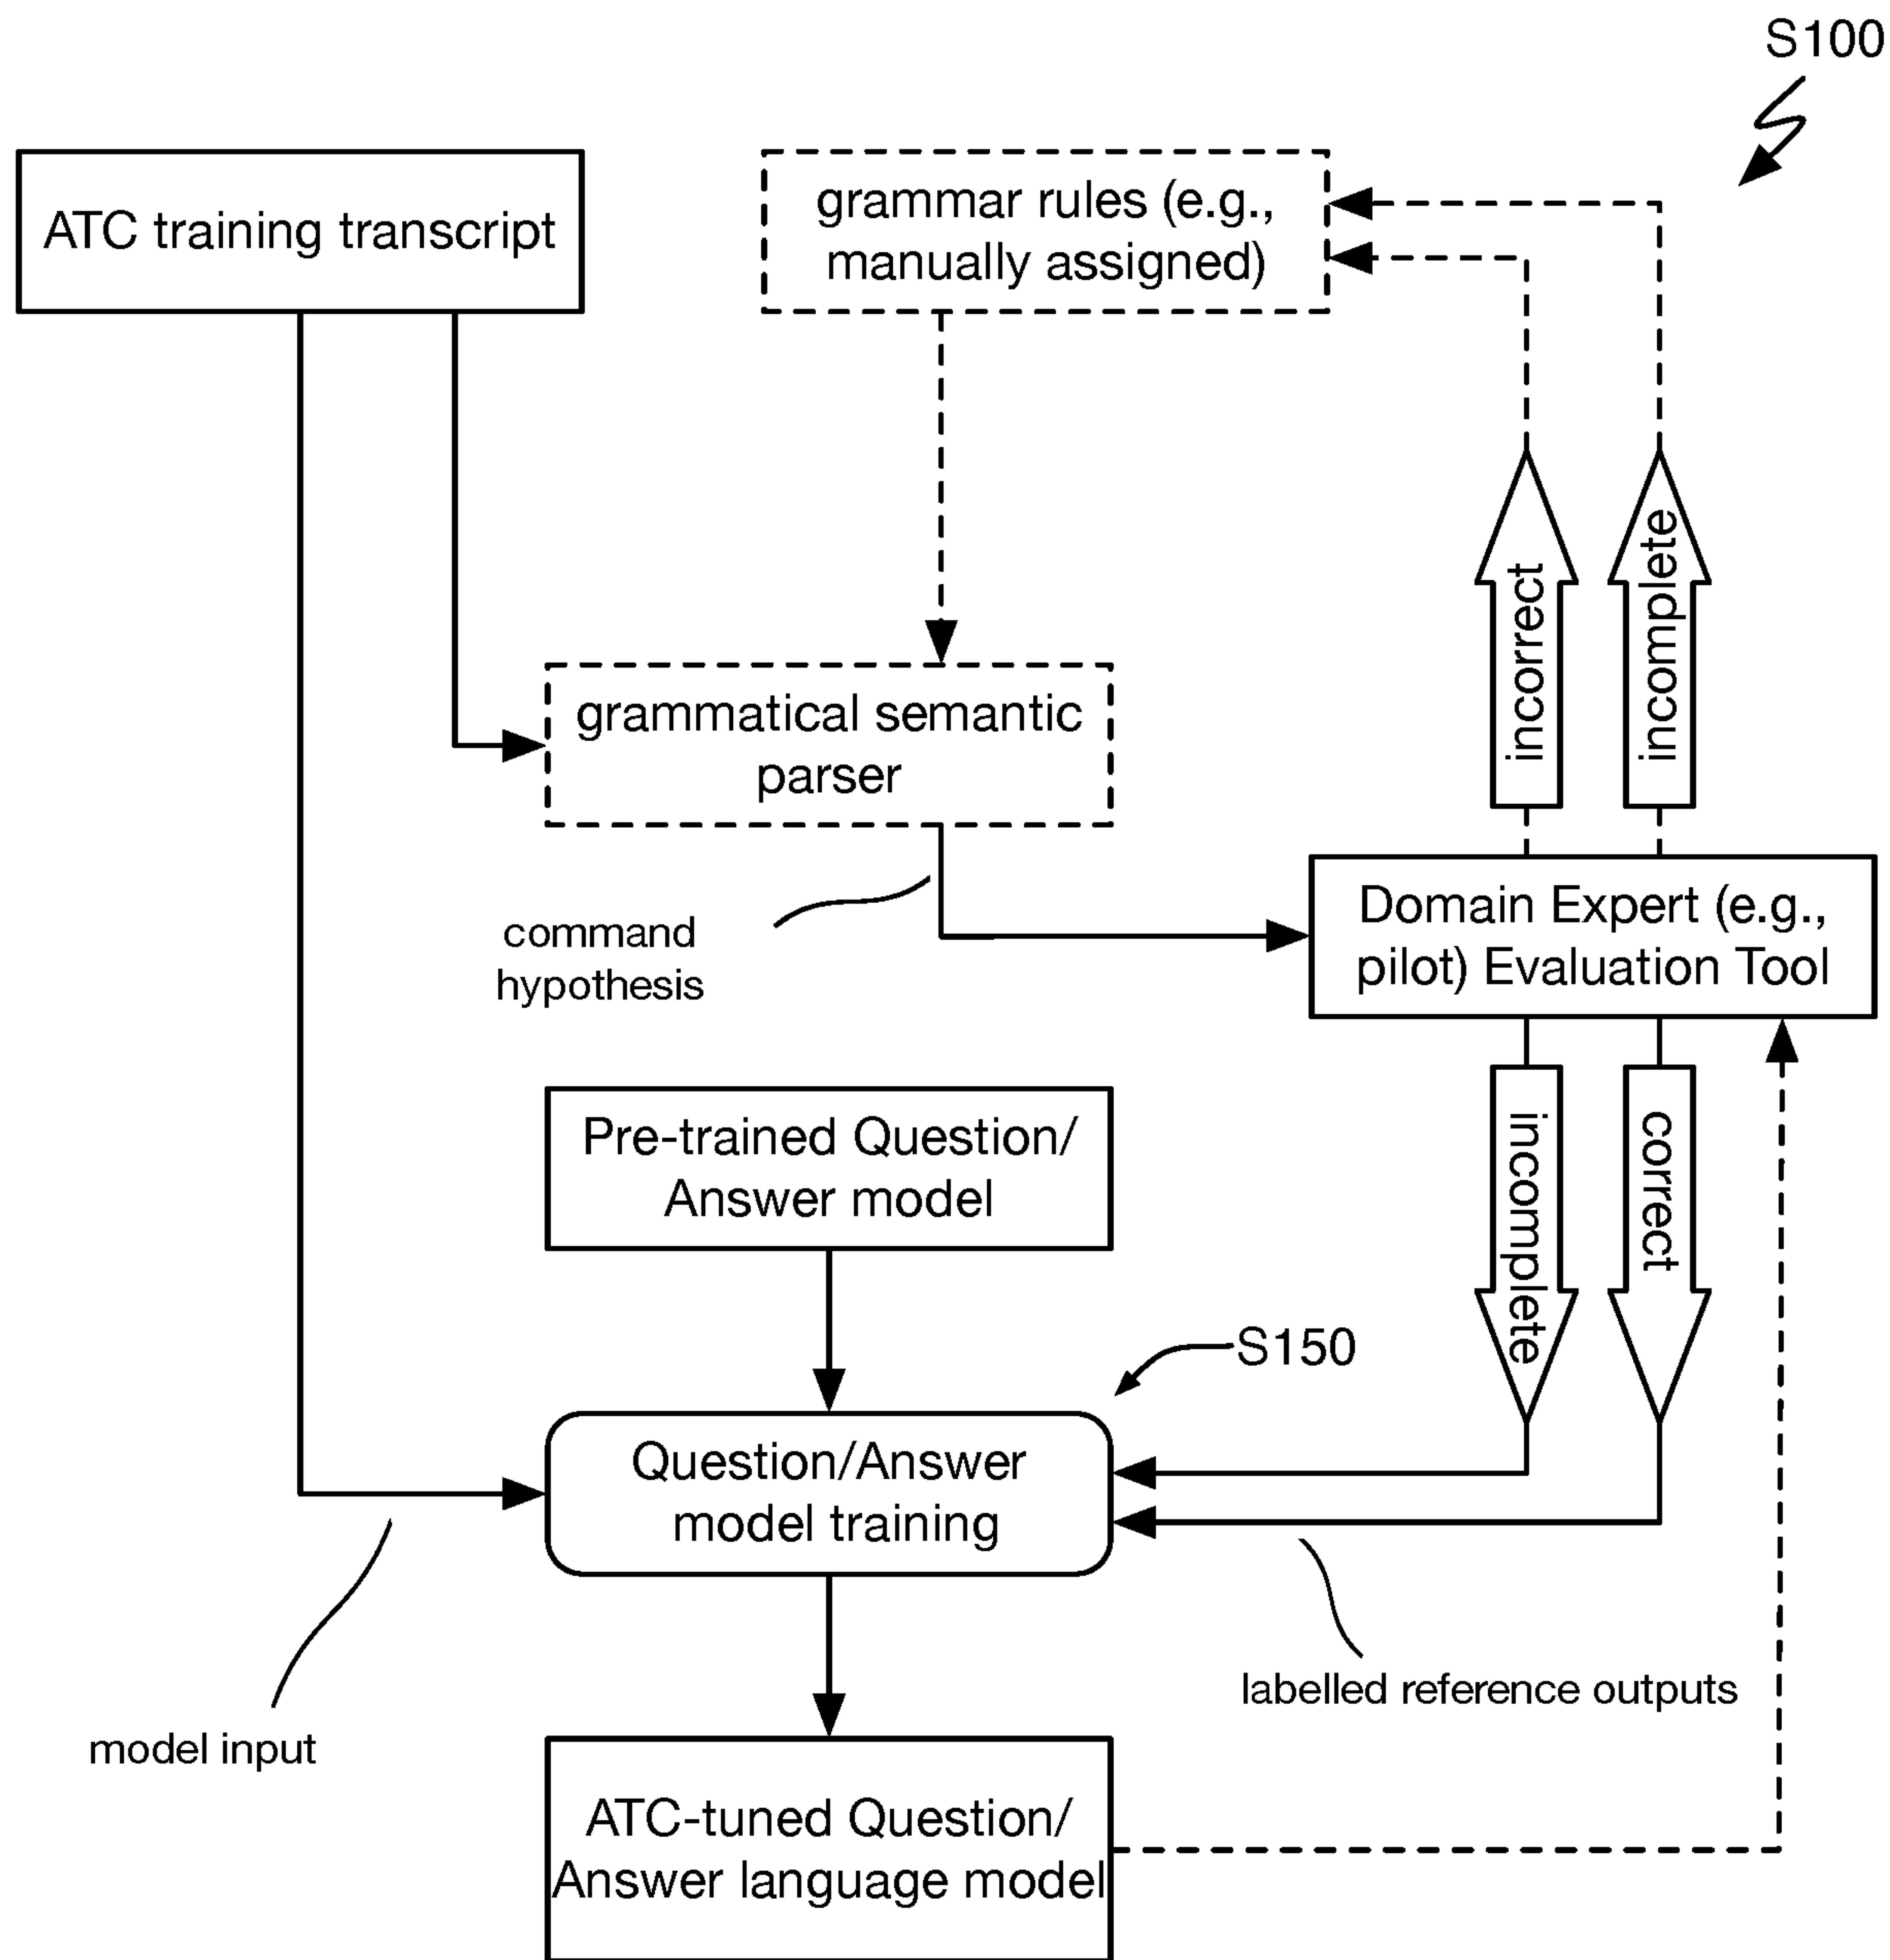 S100
ATC training transcript
grammar rules (e.g.,
manually assigned)
incorrect
incomplete
grammatical semantic
parser
command
hypothesis
Domain Expert (e.g.,
pilot) Evaluation Tool
Pre-trained Question/
Answer model
incomplete
correct
S150
Question/Answer
model training
labelled reference outputs
model input
ATC-tuned Question/
Answer language model